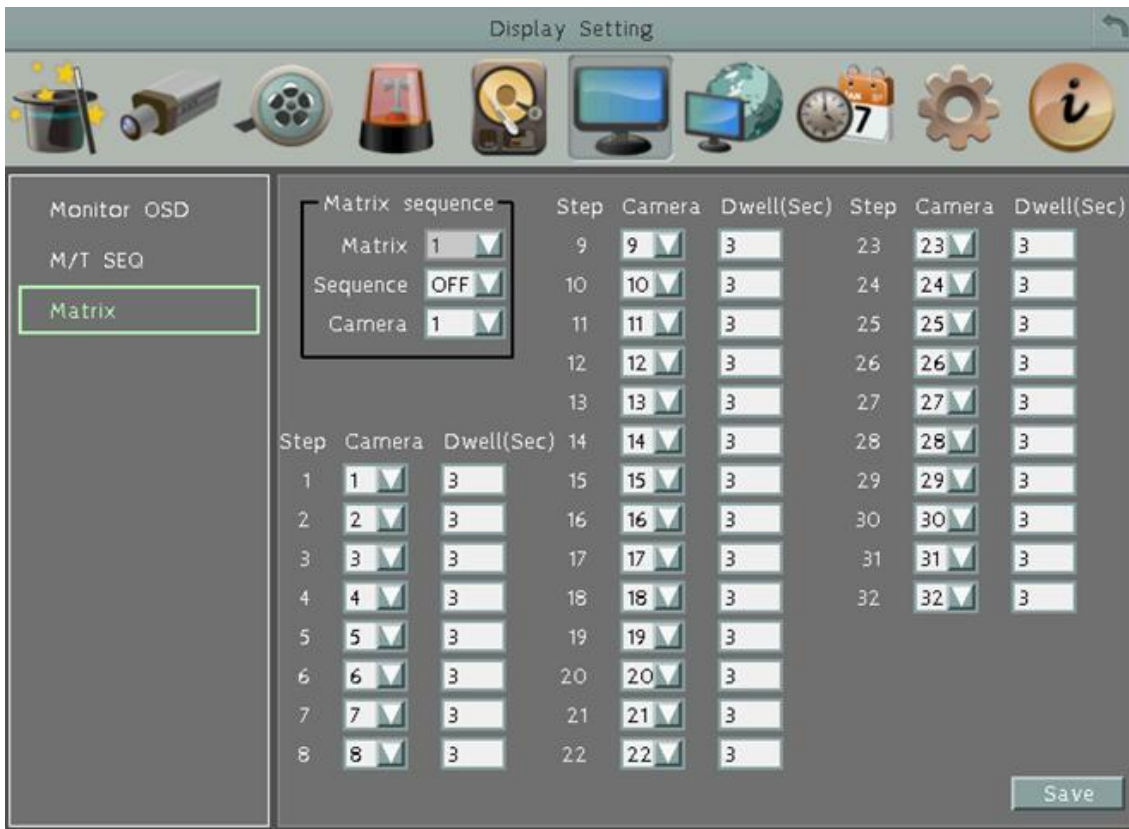 Display Setting
JAN 07
7
i
Monitor OSD
M/T SEQ
Matrix
Matrix sequence
Matrix 1
Sequence OFF
Camera 1
Step Camera Dwell(Sec)
1 1 3
2 2 3
3 3 3
4 4 3
5 5 3
6 6 3
7 7 3
8 8 3
Step Camera Dwell(Sec)
9 9 3
10 10 3
11 11 3
12 12 3
13 13 3
14 14 3
15 15 3
16 16 3
17 17 3
18 18 3
19 19 3
20 20 3
21 21 3
22 22 3
Step Camera Dwell(Sec)
23 23 3
24 24 3
25 25 3
26 26 3
27 27 3
28 28 3
29 29 3
30 30 3
31 31 3
32 32 3
Save